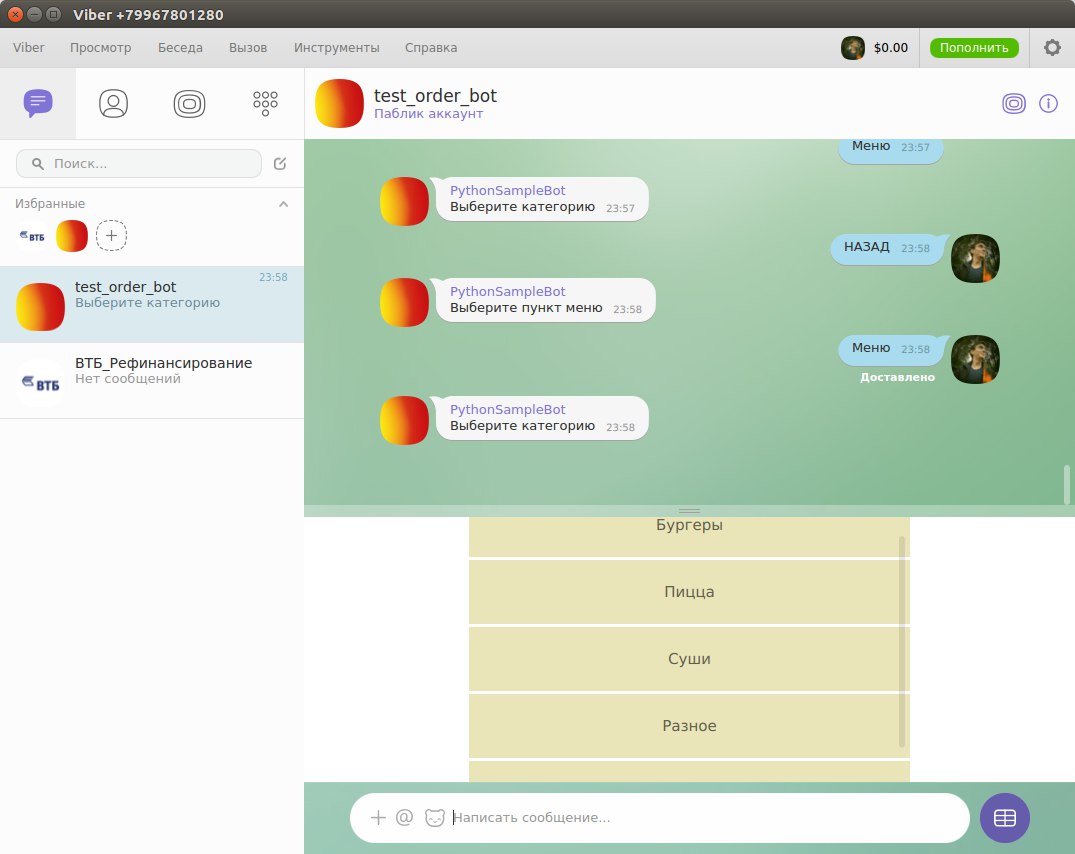 Viber +79967801280
Viber Просмотр Беседа Вызов Инструменты Справка $0.00 Пополнить
test_order_bot
Паблик аккаунт
Поиск...
Избранные
ВТБ
test_order_bot 23:58
Выберите категорию
ВТБ
ВТБ_Рефинансирование
Нет сообщений
Меню 23:57
PythonSampleBot
Выберите категорию 23:57
НАЗАД 23:58
PythonSampleBot
Выберите пункт меню 23:58
Меню 23:58
Доставлено
PythonSampleBot
Выберите категорию 23:58
Бургеры
Пицца
Суши
Разное
Написать сообщение...